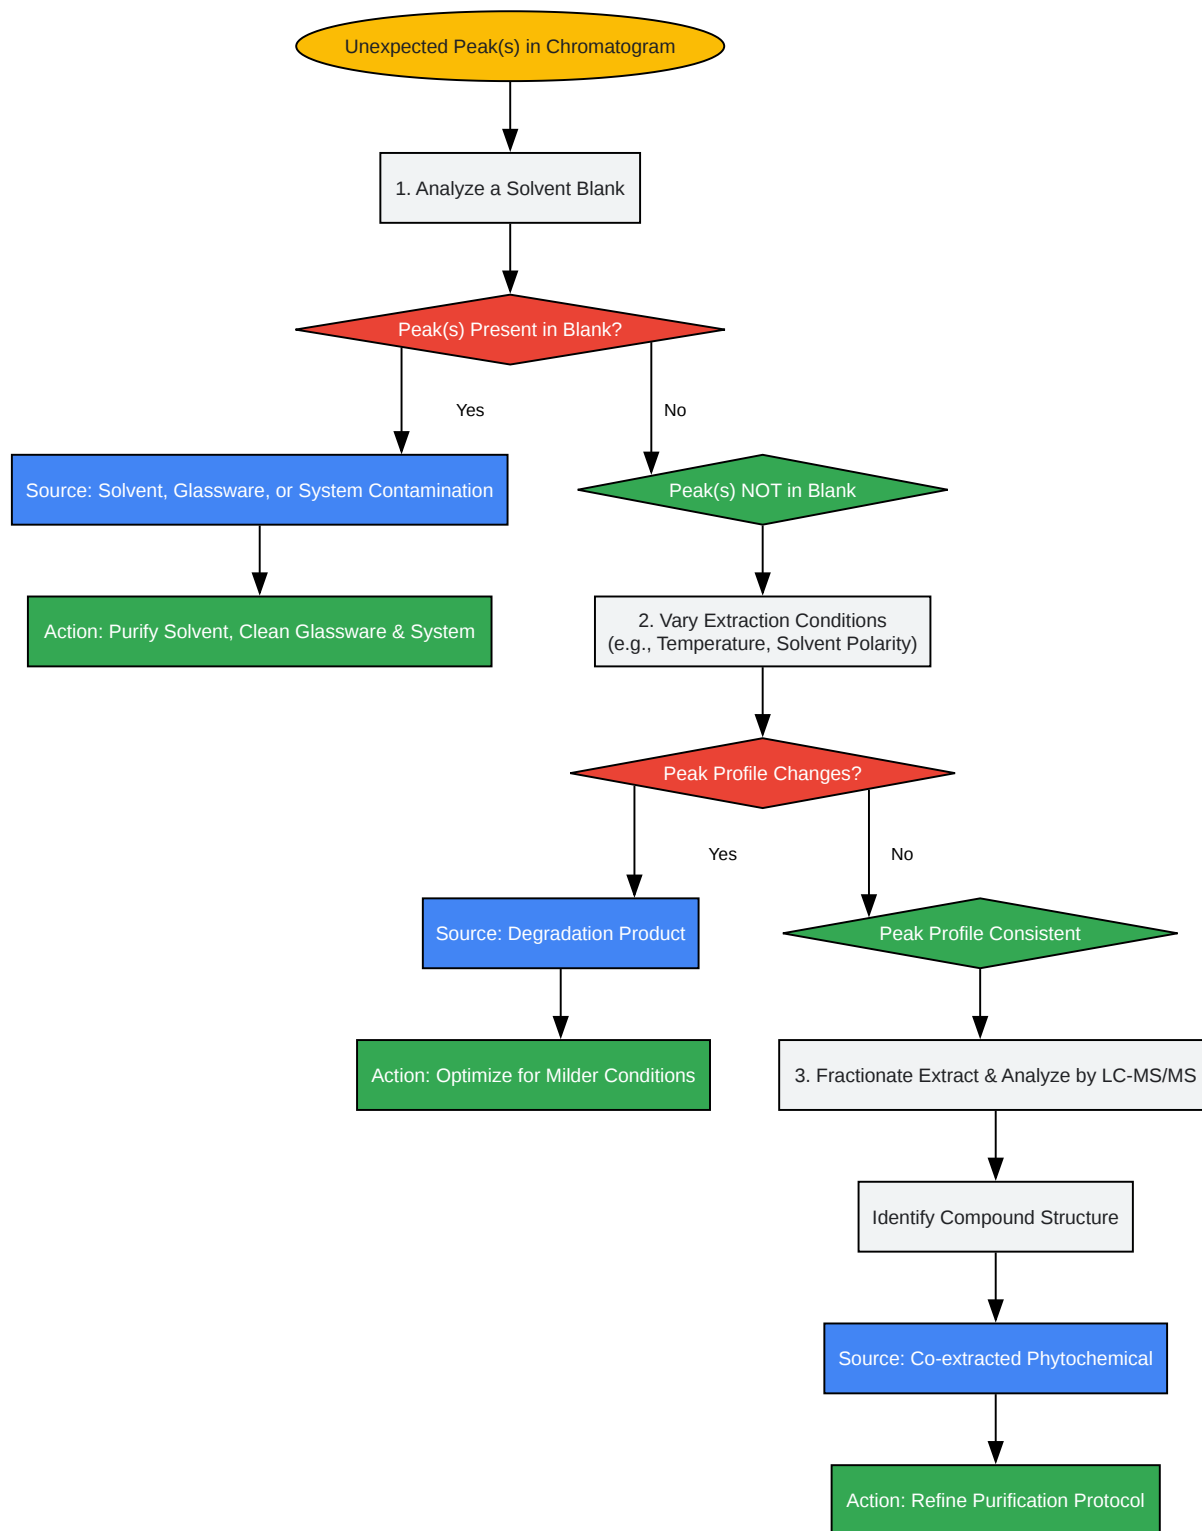 Unexpected Peak(s) in Chromatogram
1. Analyze a Solvent Blank
Peak(s) Present in Blank?
Yes
No
Source: Solvent, Glassware, or System Contamination
Peak(s) NOT in Blank
Action: Purify Solvent, Clean Glassware & System
2. Vary Extraction Conditions
(e.g., Temperature, Solvent Polarity)
Peak Profile Changes?
Yes
No
Source: Degradation Product
Peak Profile Consistent
Action: Optimize for Milder Conditions
3. Fractionate Extract & Analyze by LC-MS/MS
Identify Compound Structure
Source: Co-extracted Phytochemical
Action: Refine Purification Protocol